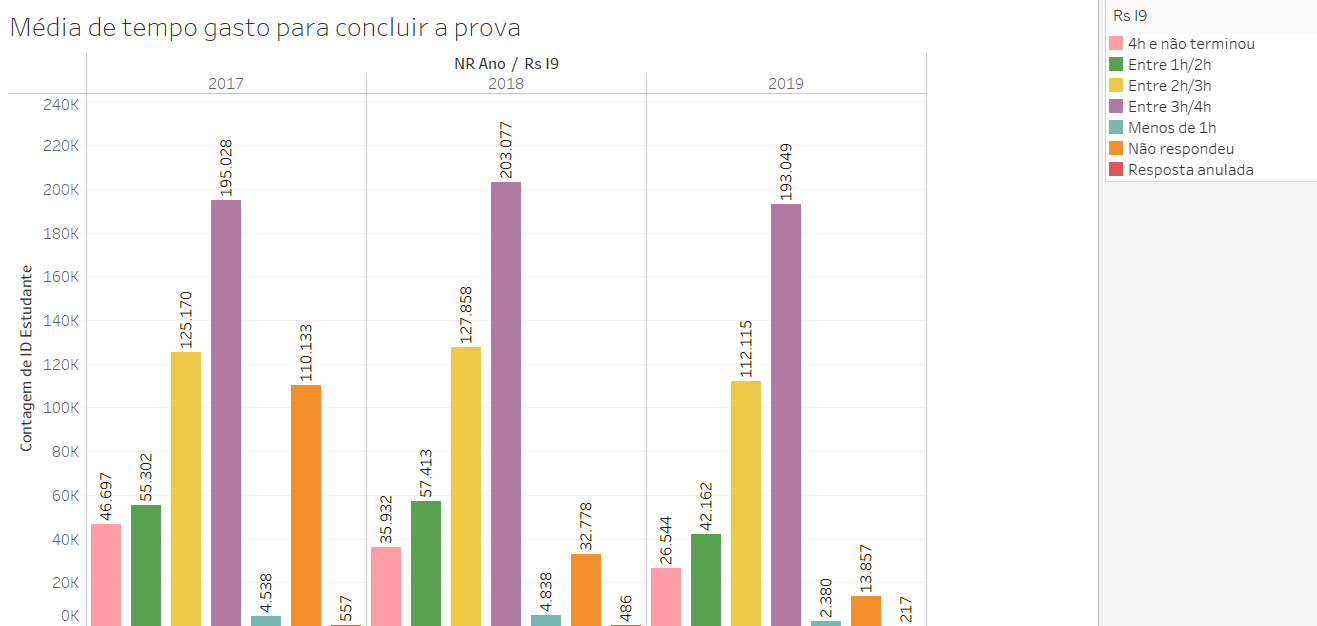 Média de tempo gasto para concluir a prova
NR Ano / Rs I9
2017
2018
2019
Contagem de ID Estudante
240K
220K
200K
180K
160K
140K
120K
100K
80K
60K
40K
20K
0K
46.697
55.302
125.170
195.028
4.538
110.133
557
35.932
57.413
127.858
203.077
4.838
32.778
486
26.544
42.162
112.115
193.049
2.380
13.857
217
Rs I9
4h e não terminou
Entre 1h/2h
Entre 2h/3h
Entre 3h/4h
Menos de 1h
Não respondeu
Resposta anulada